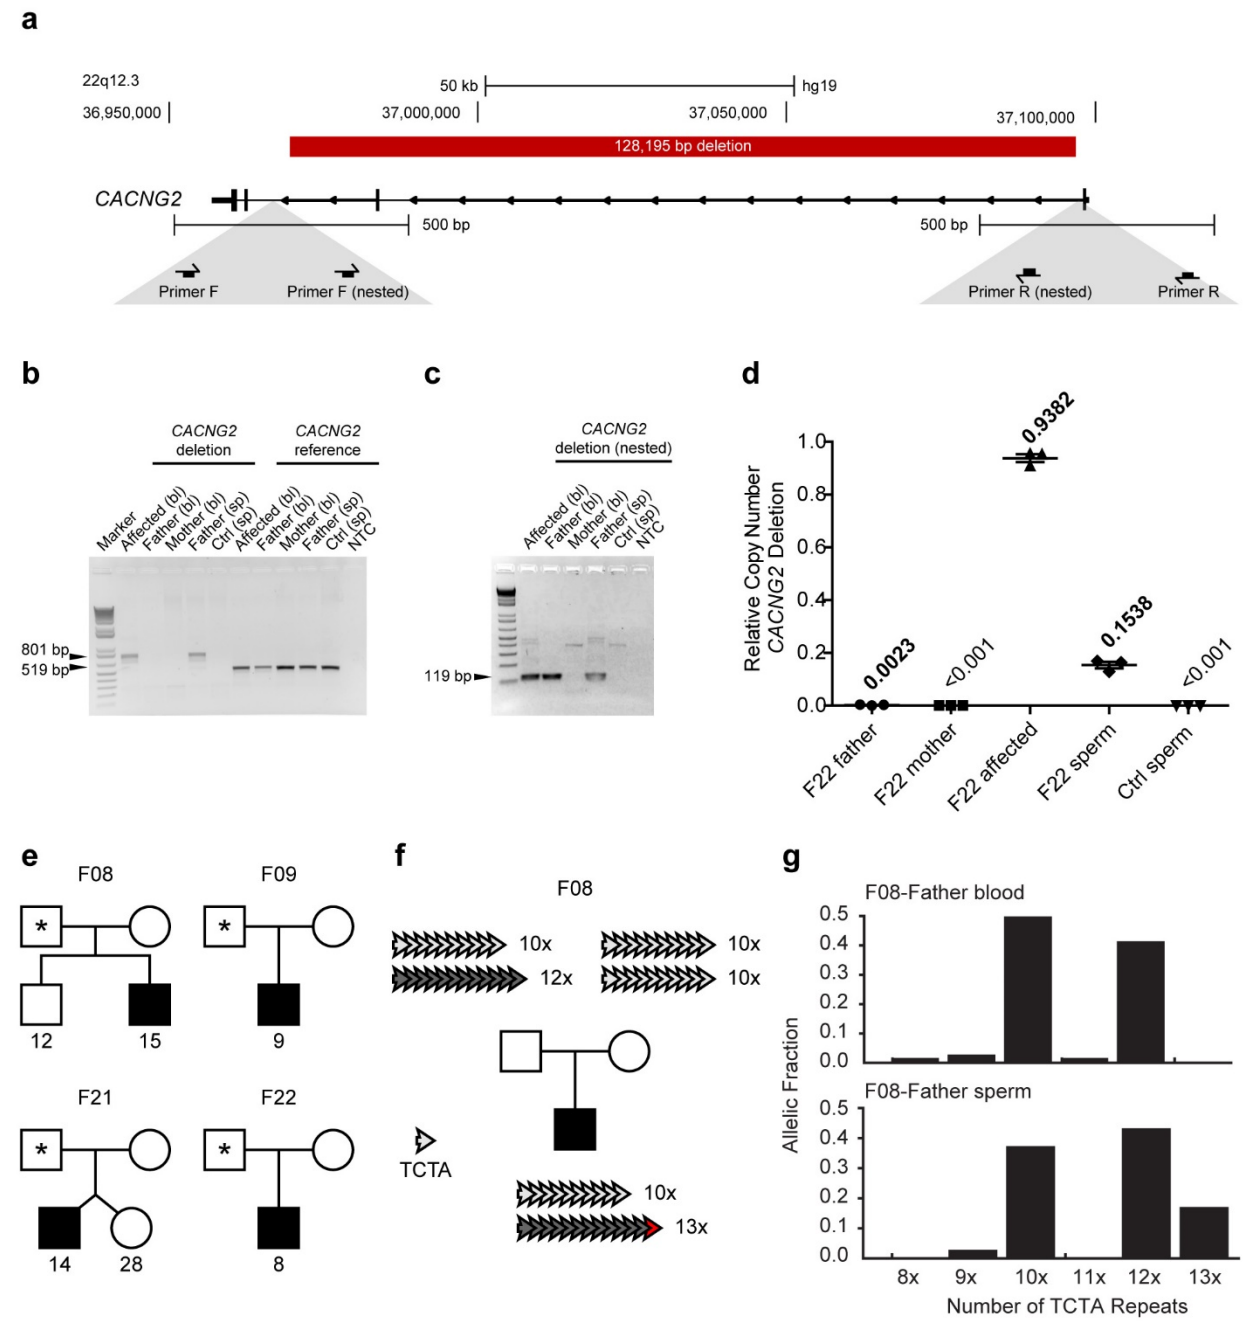 a
22q12.3
50 kb
hg19
36,950,000
37,000,000
37,050,000
37,100,000
128,195 bp deletion
CACNG2
500 bp
500 bp
Primer F
Primer F (nested)
Primer R (nested)
Primer R
b
CACNG2
deletion
CACNG2
reference
Marker
Affected (bl)
Father (bl)
Mother (bl)
Father (sp)
Ctrl (sp)
Affected (bl)
Father (bl)
Mother (bl)
Father (sp)
Ctrl (sp)
NTC
801 bp
519 bp
c
CACNG2
deletion (nested)
Affected (bl)
Father (bl)
Mother (bl)
Father (sp)
Ctrl (sp)
NTC
119 bp
d
Relative Copy Number
CACNG2 Deletion
1.0
0.8
0.6
0.4
0.2
0.0
0.0023
<0.001
0.9382
0.1538
<0.001
F22 father
F22 mother
F22 affected
F22 sperm
Ctrl sperm
e
F08
*
12
15
F09
*
9
F21
*
14
28
F22
*
8
f
F08
10x
12x
10x
10x
TCTA
10x
13x
g
F08-Father blood
0.5
0.4
0.3
0.2
0.1
0.0
Allelic Fraction
F08-Father sperm
0.5
0.4
0.3
0.2
0.1
0.0
8x
9x
10x
11x
12x
13x
Number of TCTA Repeats